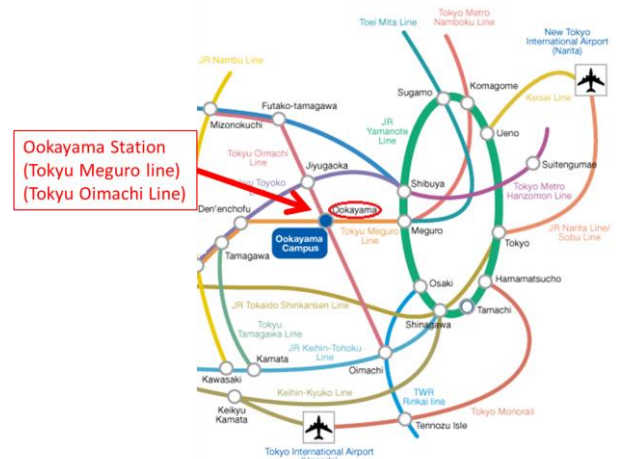 Tokyo Metro
Namboku Line
Toei Mita Line
New Tokyo
International Airport
(Narita)
JR Nambu Line
Sugamo
Komagome
Keisei Line
Futako-tamagawa
Mizonokuchi
JR
Yamanote
Line
Ueno
Ookayama Station
(Tokyu Meguro line)
(Tokyu Oimachi Line)
Tokyu Oimachi
Line
Jiyugaoka
Suitengumae
Toyoko
Shibuya
Tokyo Metro
Hanzomon Line
Den'enchofu
Ookayama
Ookayama
Campus
Tokyu Meguro
Line
Meguro
Tokyo
JR Narita Line/
Sobu Line
Tamagawa
Osaki
Hamamatsucho
JR Tokaido Shinkansen Line
Tamachi
Shinagawa
Tokyu
Tamagawa Line
JR Keihin-Tohoku
Line
Kamata
Oimachi
Kawasaki
Keihin-Kyuko Line
TWR
Rinkai line
Keikyu
Kamata
Tokyo Monorail
Tennozu Isle
Tokyo International Airport